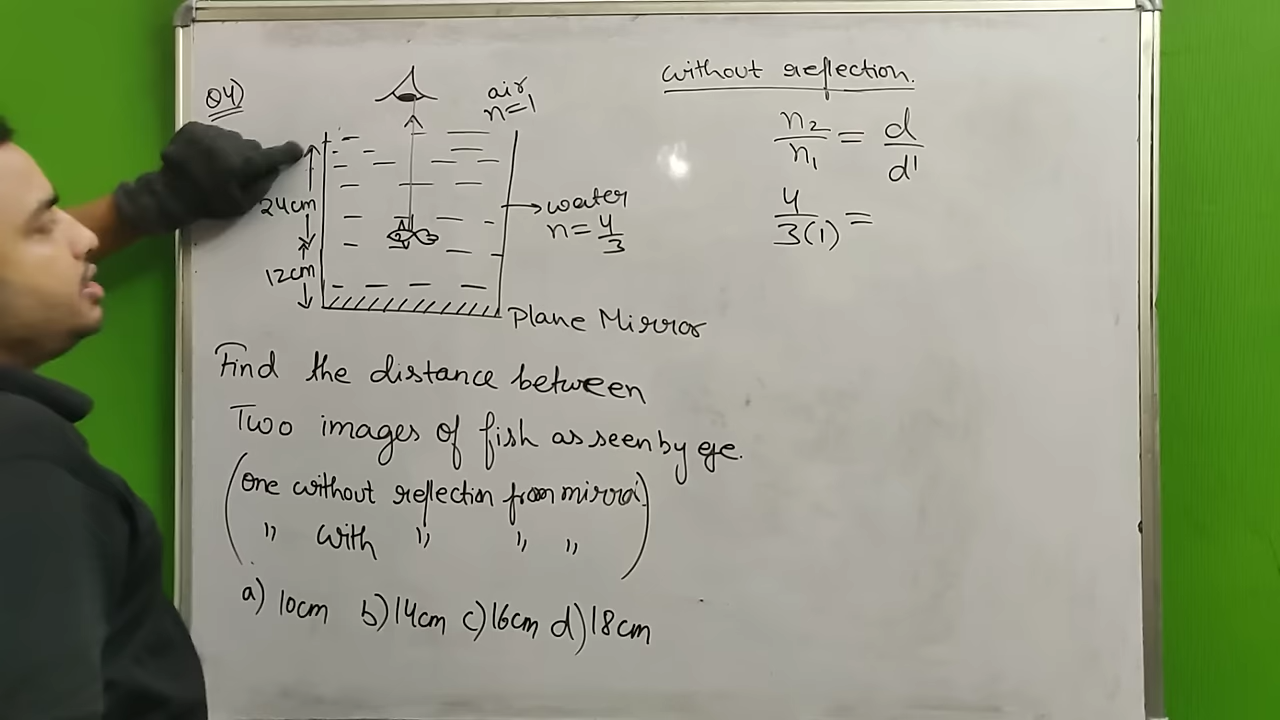 Q4)
air
n=1
24cm
12cm
water
n=4/3
Plane Mirror
Find the distance between
Two images of fish as seen by eye.
(One without reflection from mirror)
" with " " "
a) 10cm b) 14cm c) 16cm d) 18cm
without reflection.
n2/n1 = d/d'
4/3(1) =